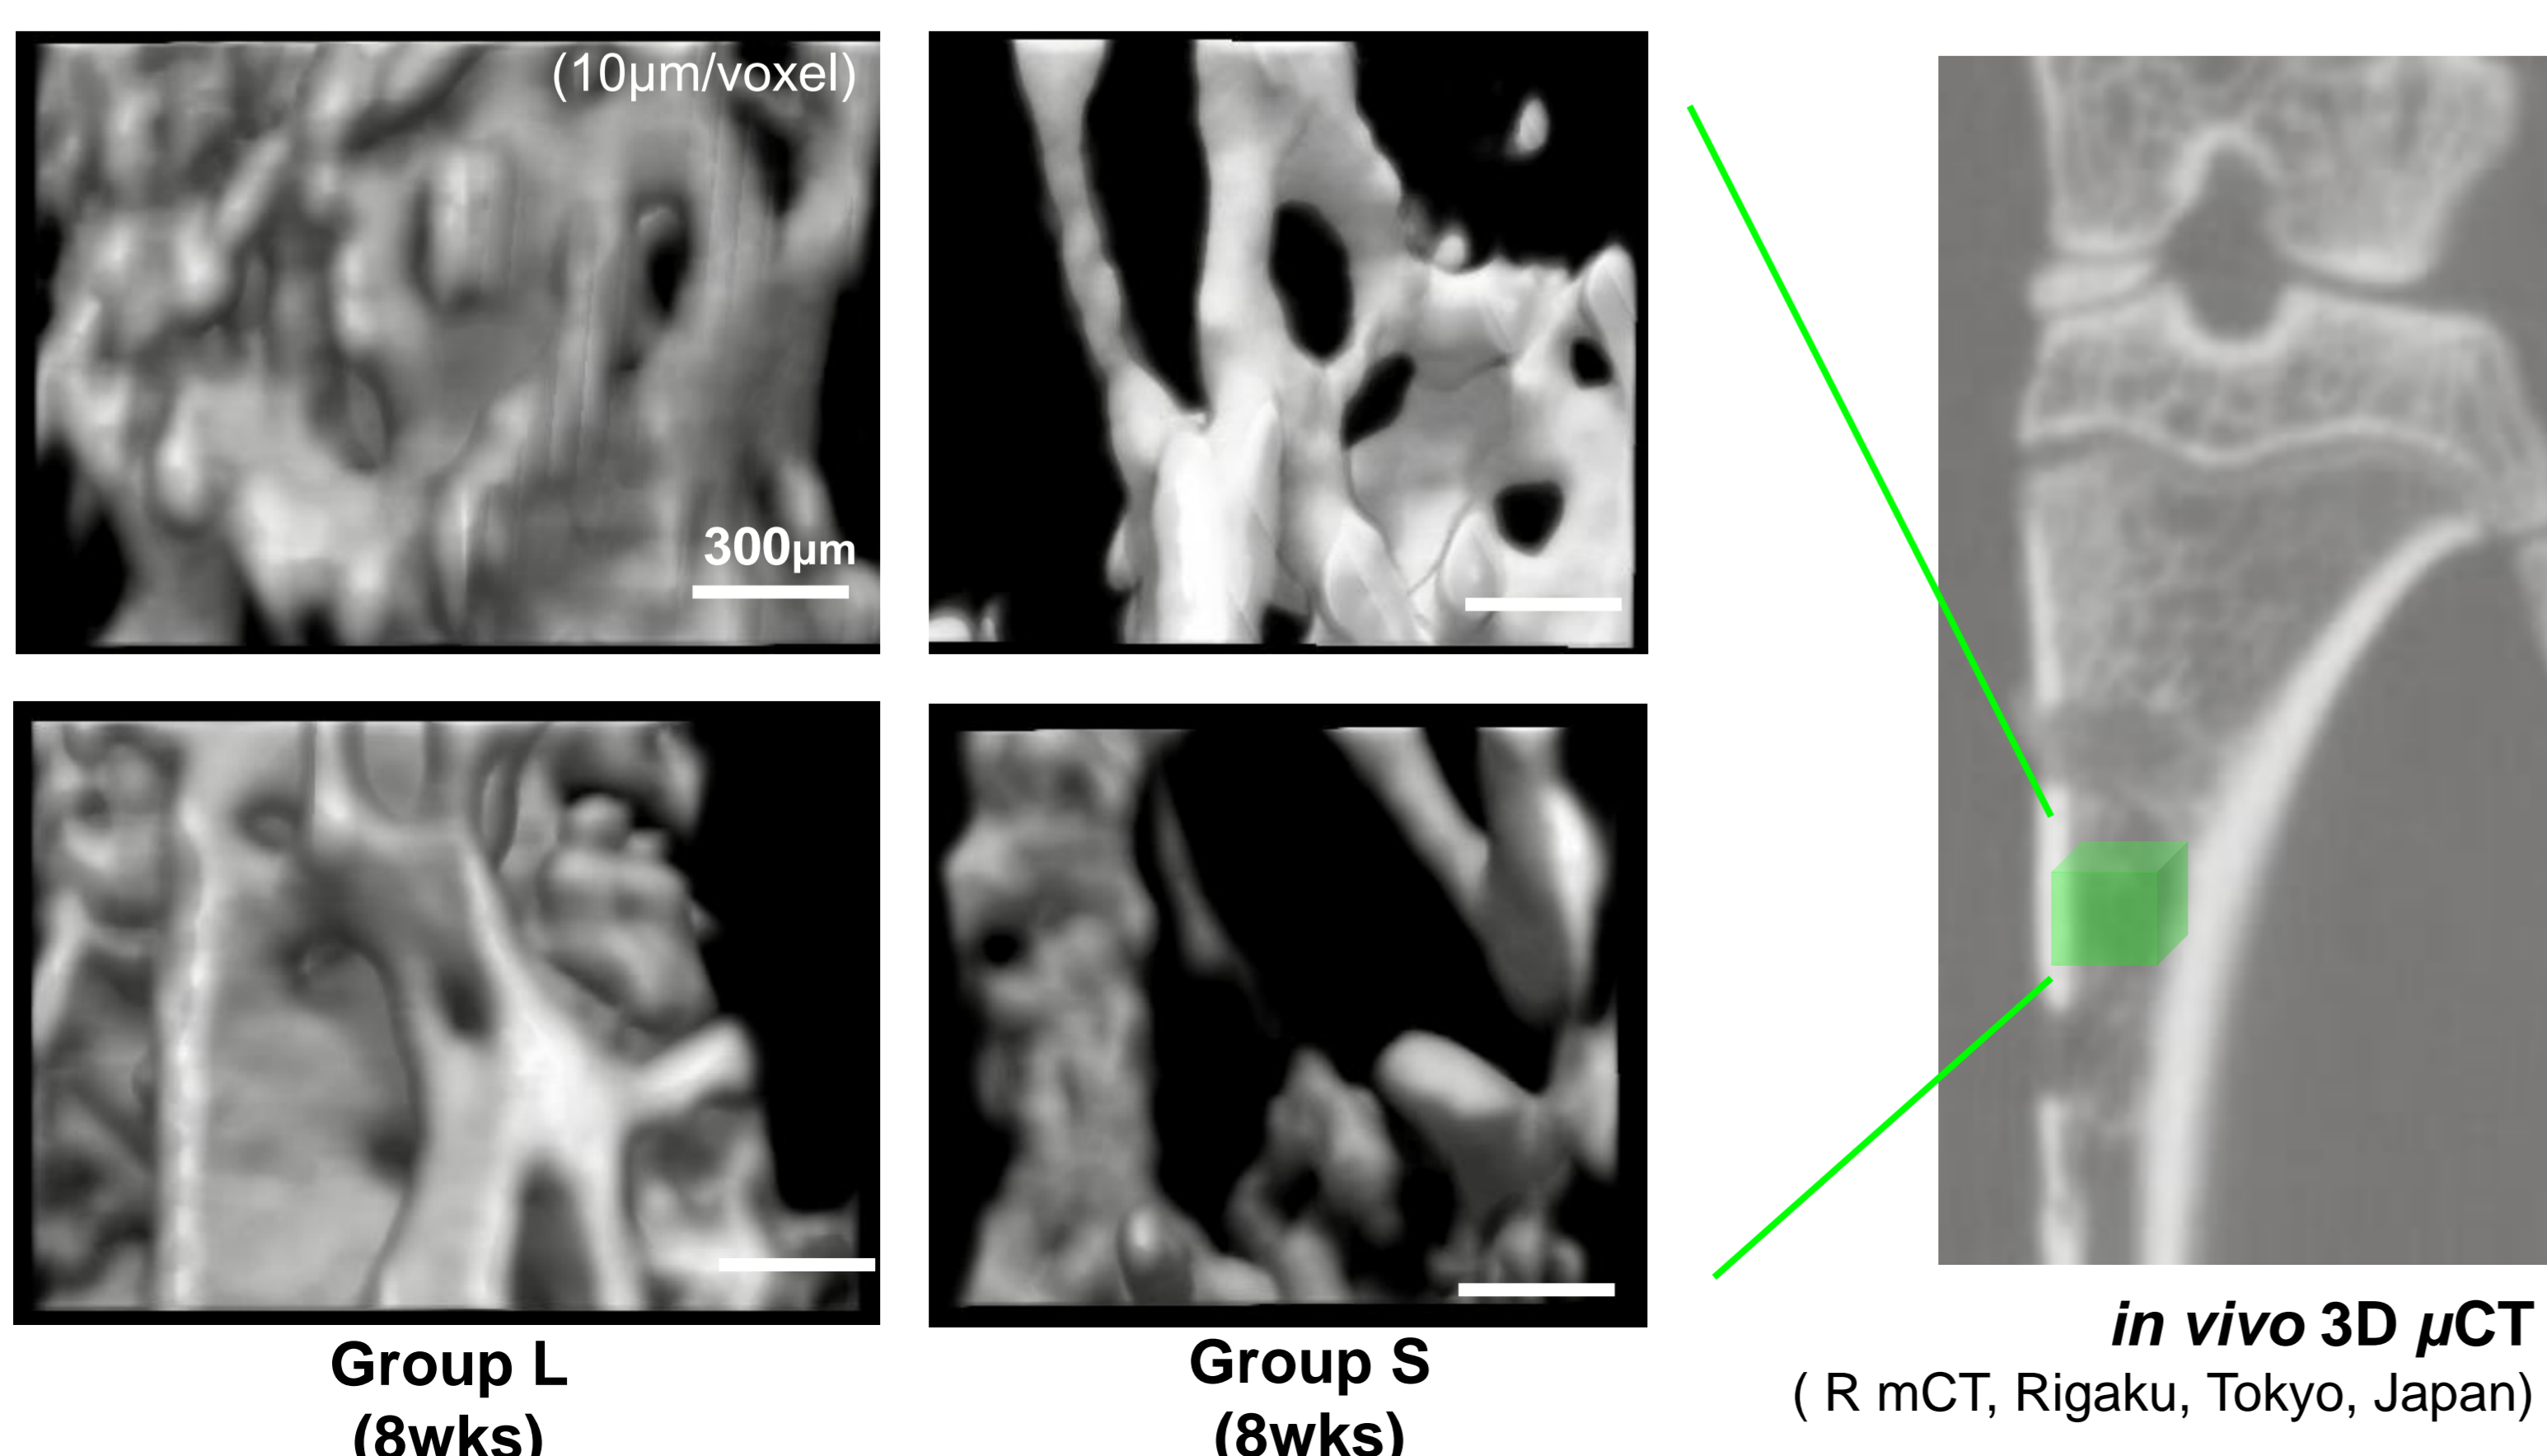 (10µm/voxel)
300µm
Group L
(8wks)
Group S
(8wks)
in vivo 3D µCT
( R mCT, Rigaku, Tokyo, Japan)